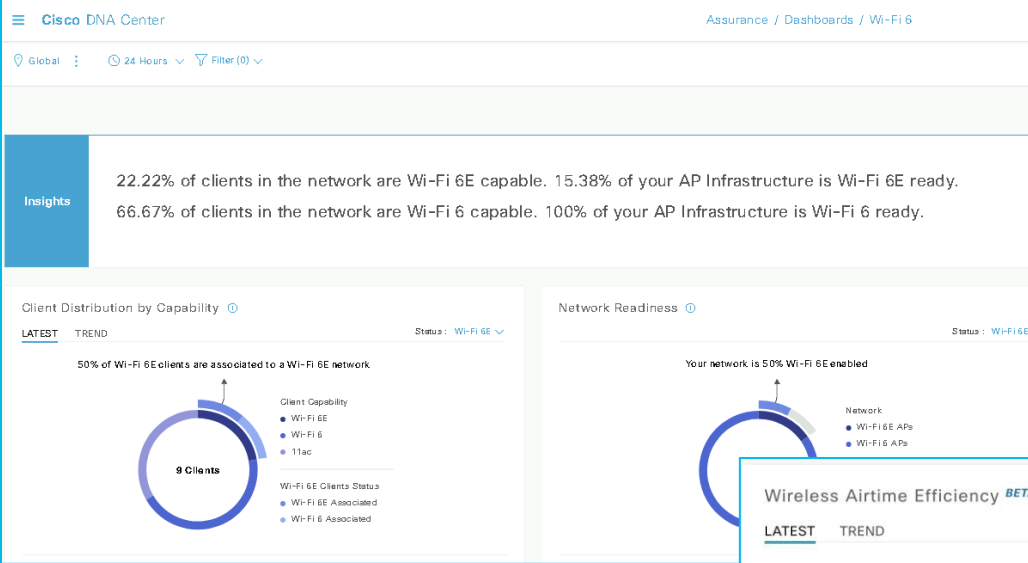 Cisco DNA Center
Assurance / Dashboards / Wi-Fi 6
Global
24 Hours
Filter (0)
Insights
22.22% of clients in the network are Wi-Fi 6E capable. 15.38% of your AP Infrastructure is Wi-Fi 6E ready.
66.67% of clients in the network are Wi-Fi 6 capable. 100% of your AP Infrastructure is Wi-Fi 6 ready.
Client Distribution by Capability
LATEST TREND
Status : Wi-Fi 6E
50% of Wi-Fi 6E clients are associated to a Wi-Fi 6E network
9 Clients
Client Capability
Wi-Fi 6E
Wi-Fi 6
11ac
Wi-Fi 6E Clients Status
Wi-Fi 6E Associated
Wi-Fi 6 Associated
Network Readiness
Status : Wi-Fi 6E
Your network is 50% Wi-Fi 6E enabled
Network
Wi-Fi 6E APs
Wi-Fi 6 APs
Wireless Airtime Efficiency
LATEST TREND